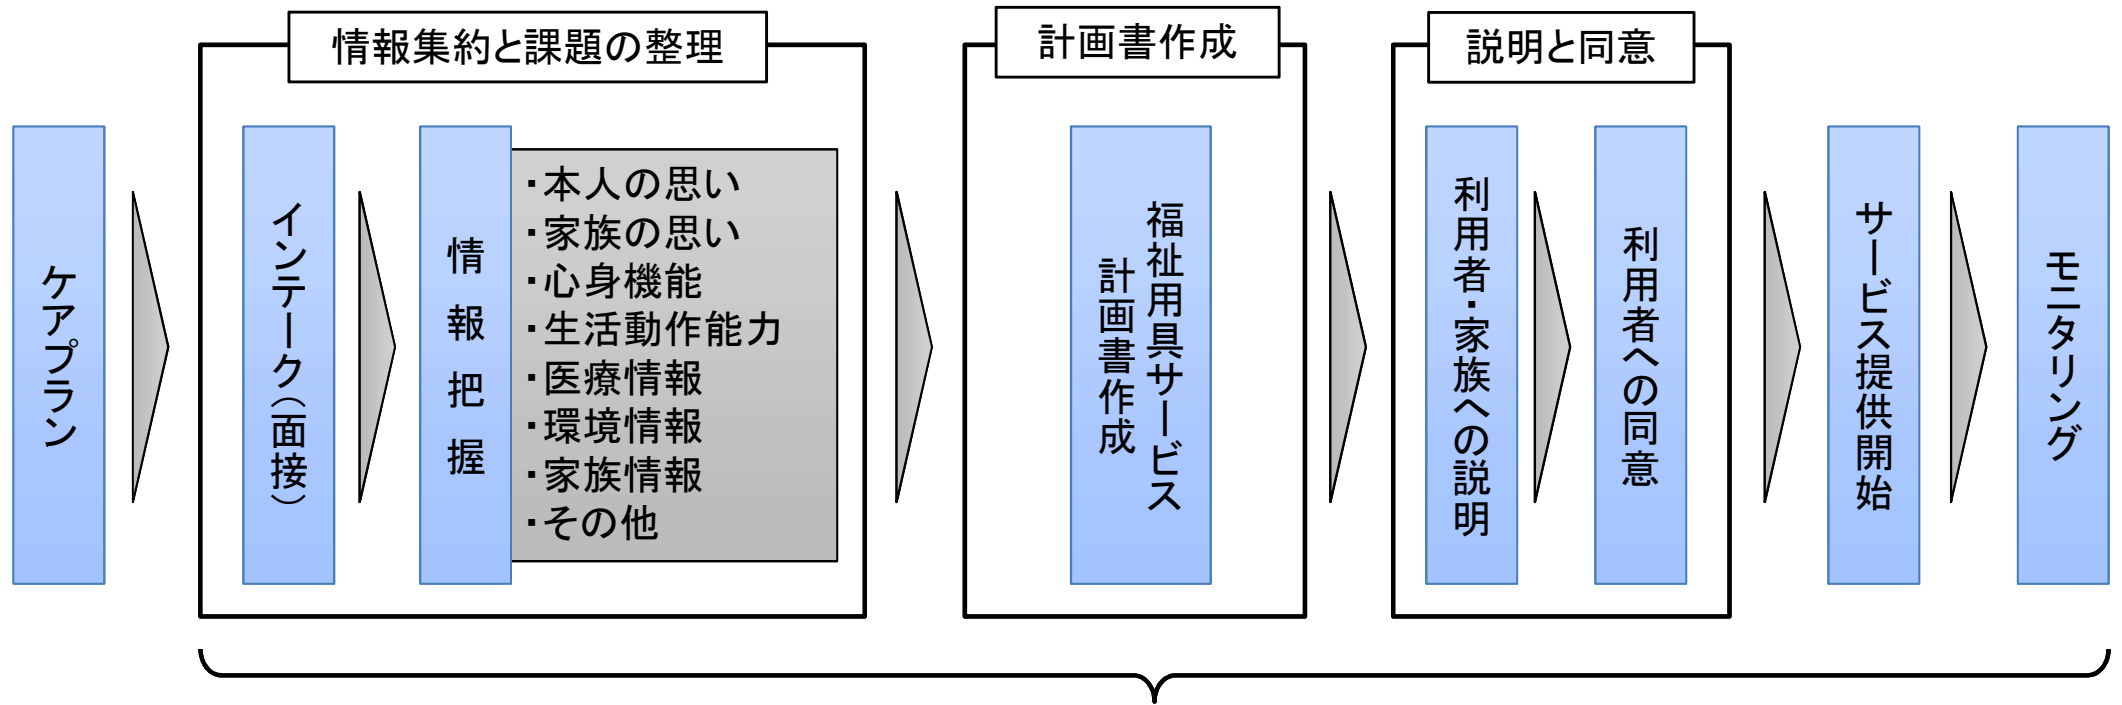 情報集約と課題の整理
計画書作成
説明と同意
ケアプラン
インテーク（面接）
情報把握
・本人の思い
・家族の思い
・心身機能
・生活動作能力
・医療情報
・環境情報
・家族情報
・その他
福祉用具サービス
計画書作成
利用者・家族への説明
利用者への同意
サービス提供開始
モニタリング